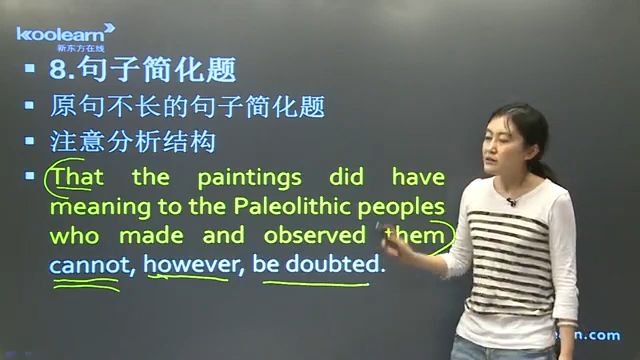 koolearn
新东方在线
8.句子简化题
原句不长的句子简化题
注意分析结构
That the paintings did have
meaning to the Paleolithic peoples
who made and observed them
cannot, however, be doubted.
earn.com